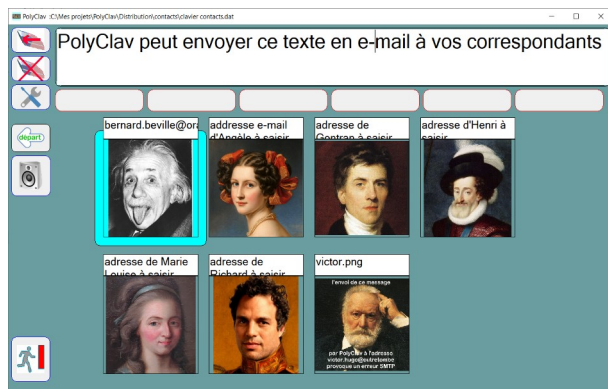 PolyClav :C:\Mes projets\PolyClav\Distribution\contacts\clavier contacts.dat
PolyClav peut envoyer ce texte en e-mail à vos correspondants
départ
bernard.beville@ora
addresse e-mail
d'Angèle à saisir
adresse de
Gontran à saisir
adresse d'Henri à
saisir
adresse de Marie
Louise à saisir
adresse de
Richard à saisir
victor.png
l'envoi de ce message
par PolyClav à l'adresse
victor.hugo@outretombe
provoque un erreur SMTP